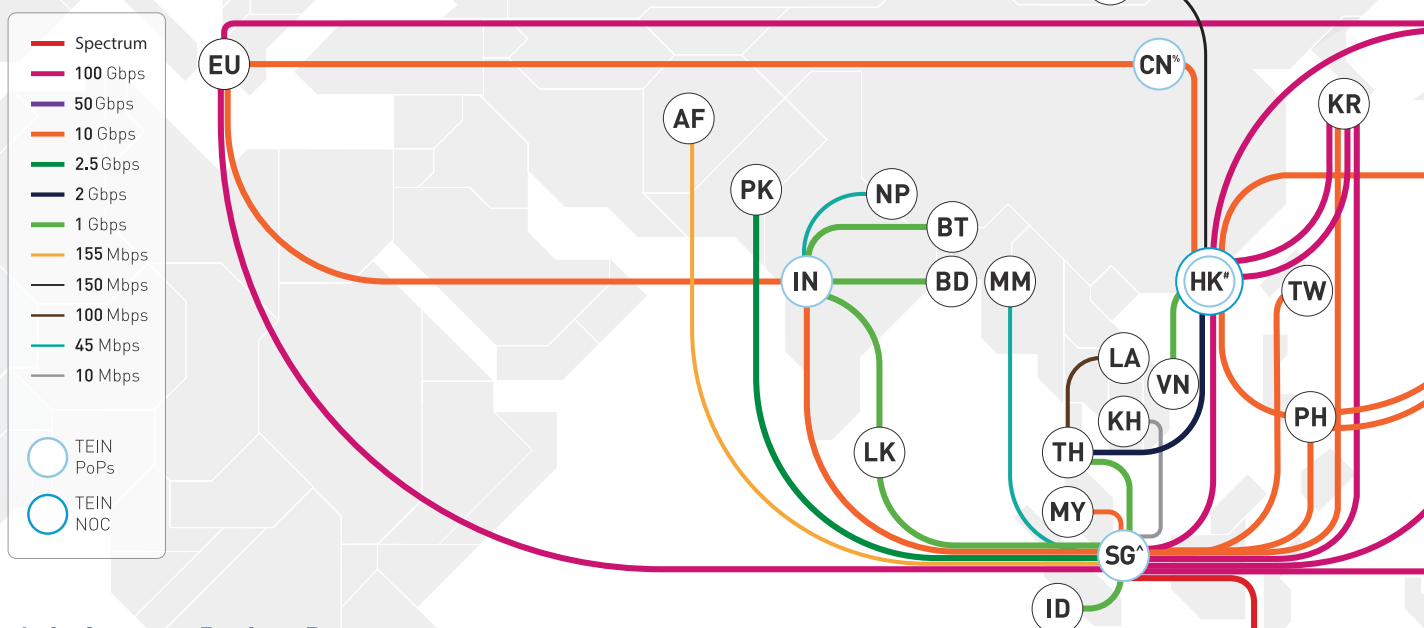 Spectrum
100 Gbps
50 Gbps
10 Gbps
2.5 Gbps
2 Gbps
1 Gbps
155 Mbps
150 Mbps
100 Mbps
45 Mbps
10 Mbps
TEIN
PoPs
TEIN
NOC
EU
CN%
KR
AF
PK
NP
BT
IN
BD
MM
HK#
TW
LA
VN
KH
PH
LK
TH
MY
SG^
ID